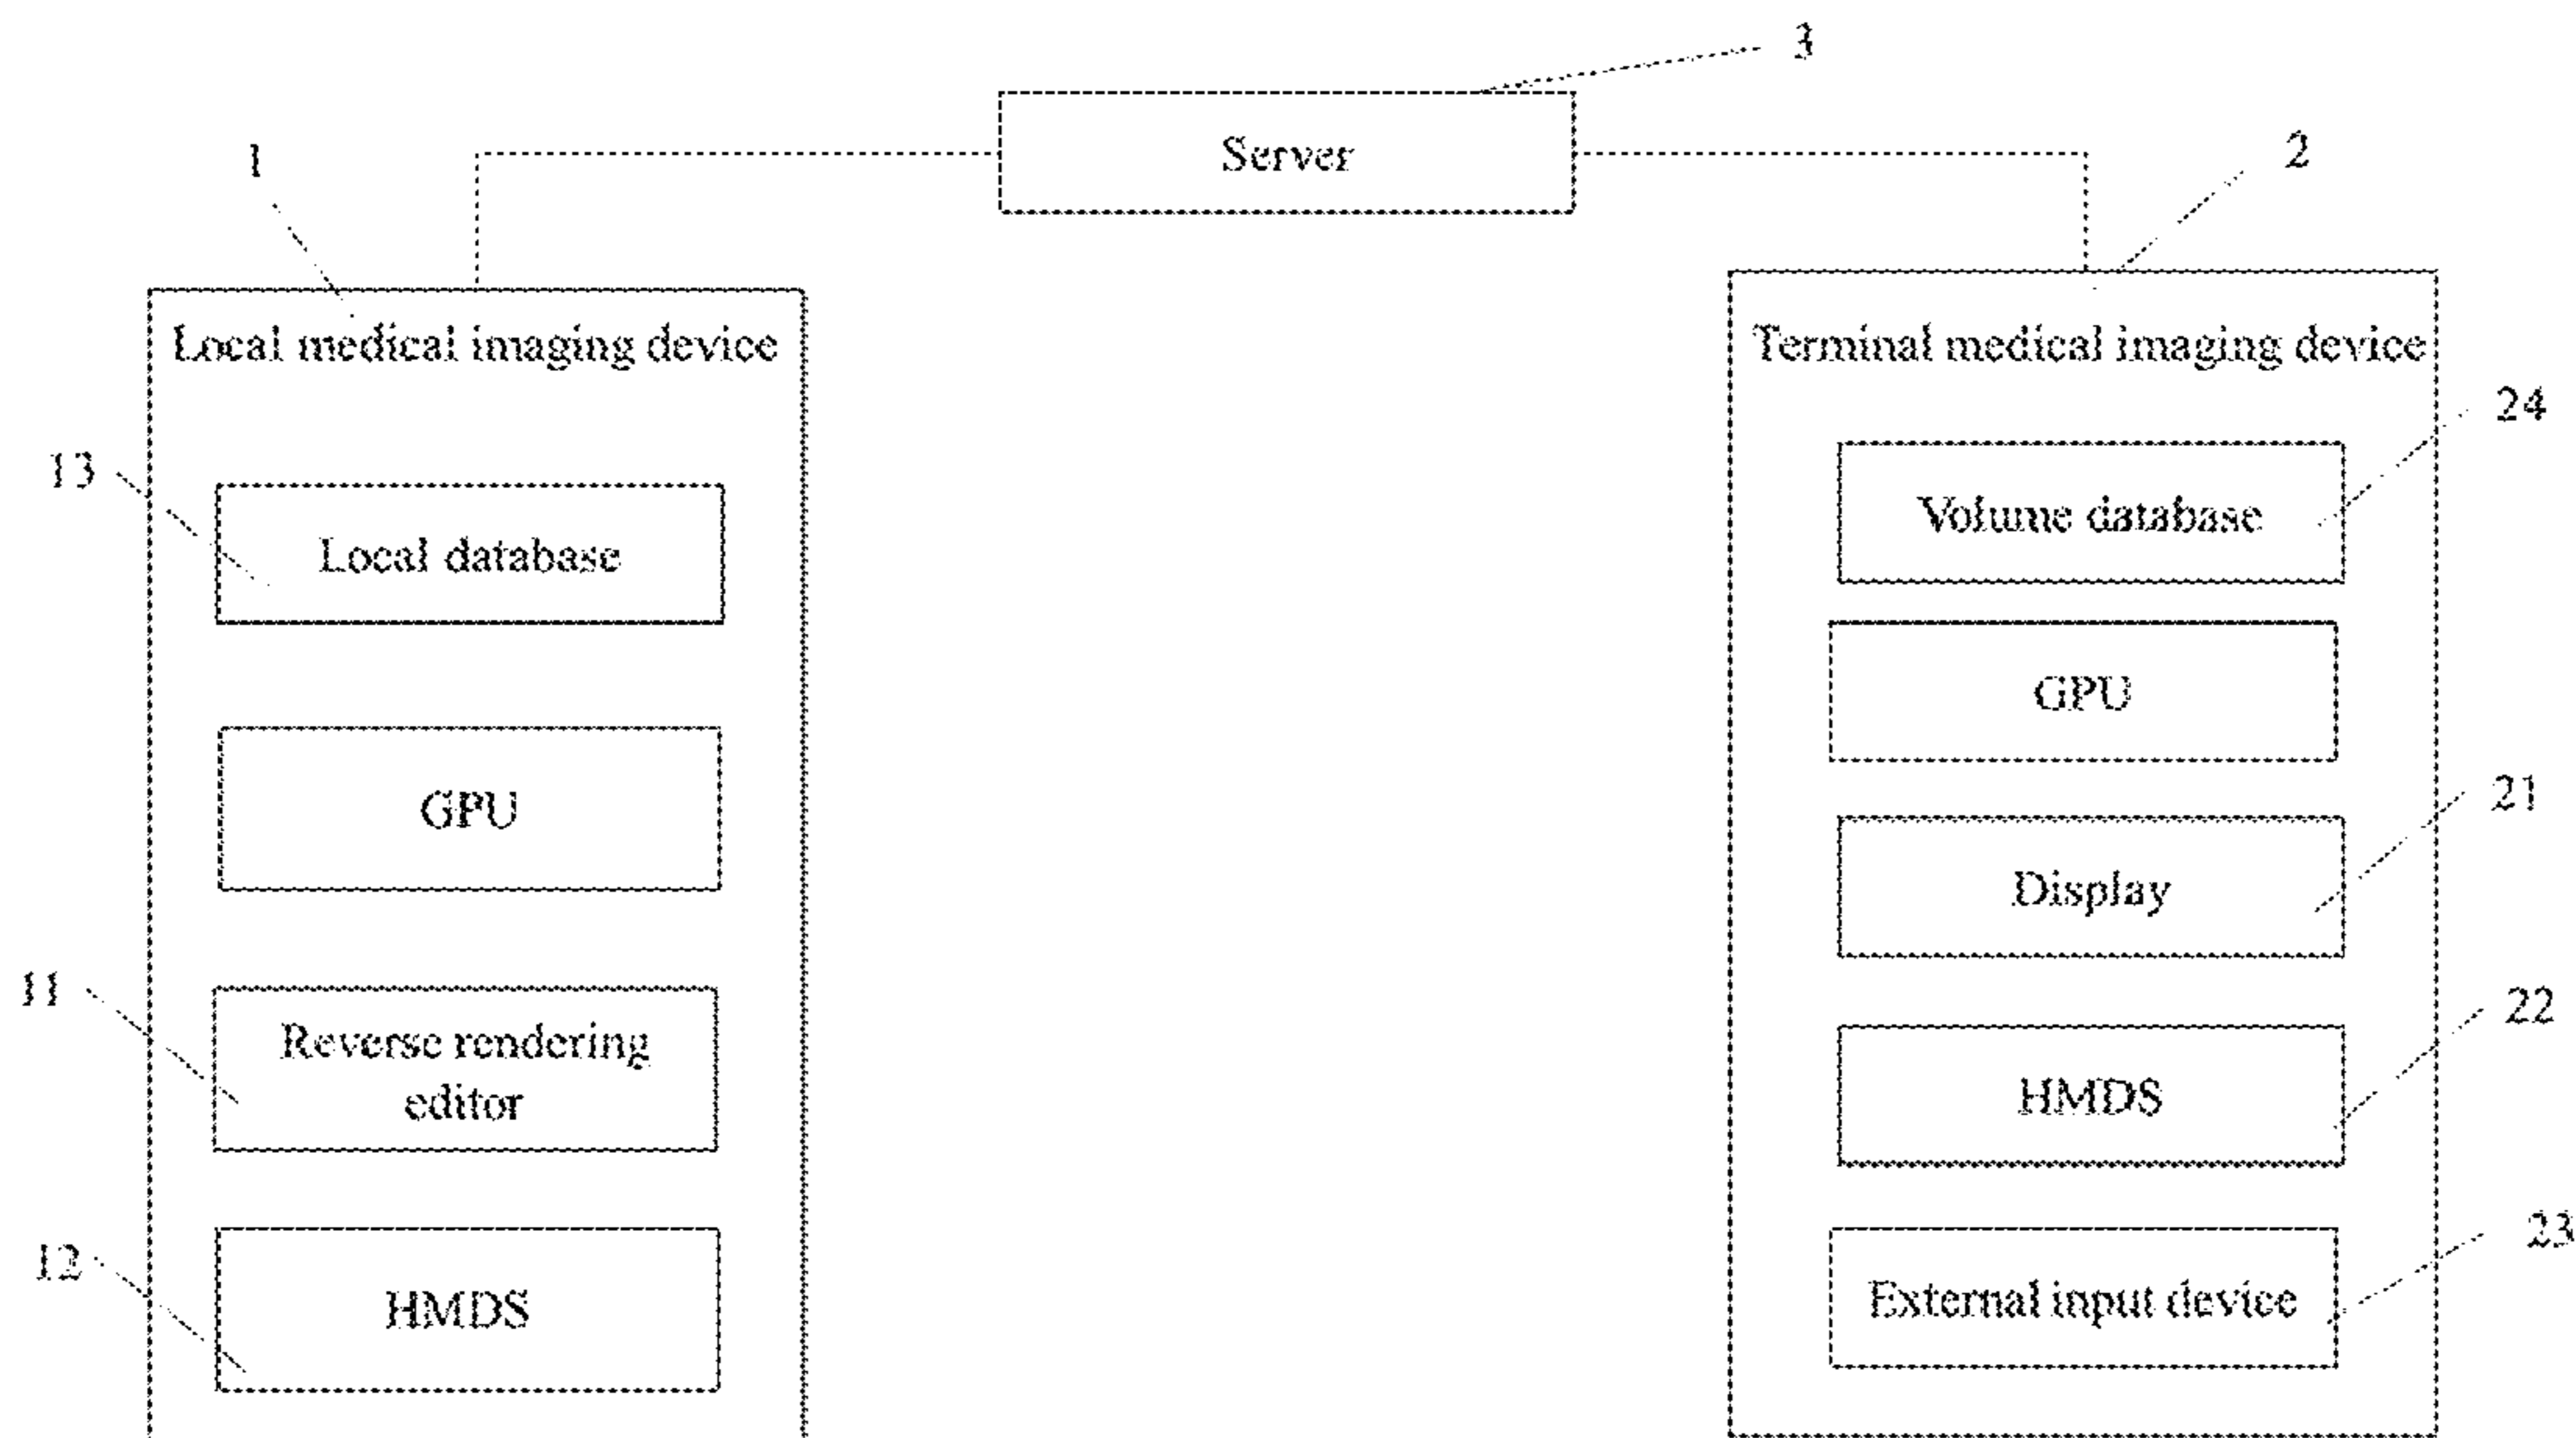 3
Server
1
2
Local medical imaging device
Terminal medical imaging device
24
13
Volume database
Local database
GPU
GPU
21
Display
11
Reverse rendering
editor
22
HMDS
12
HMDS
23
External input device